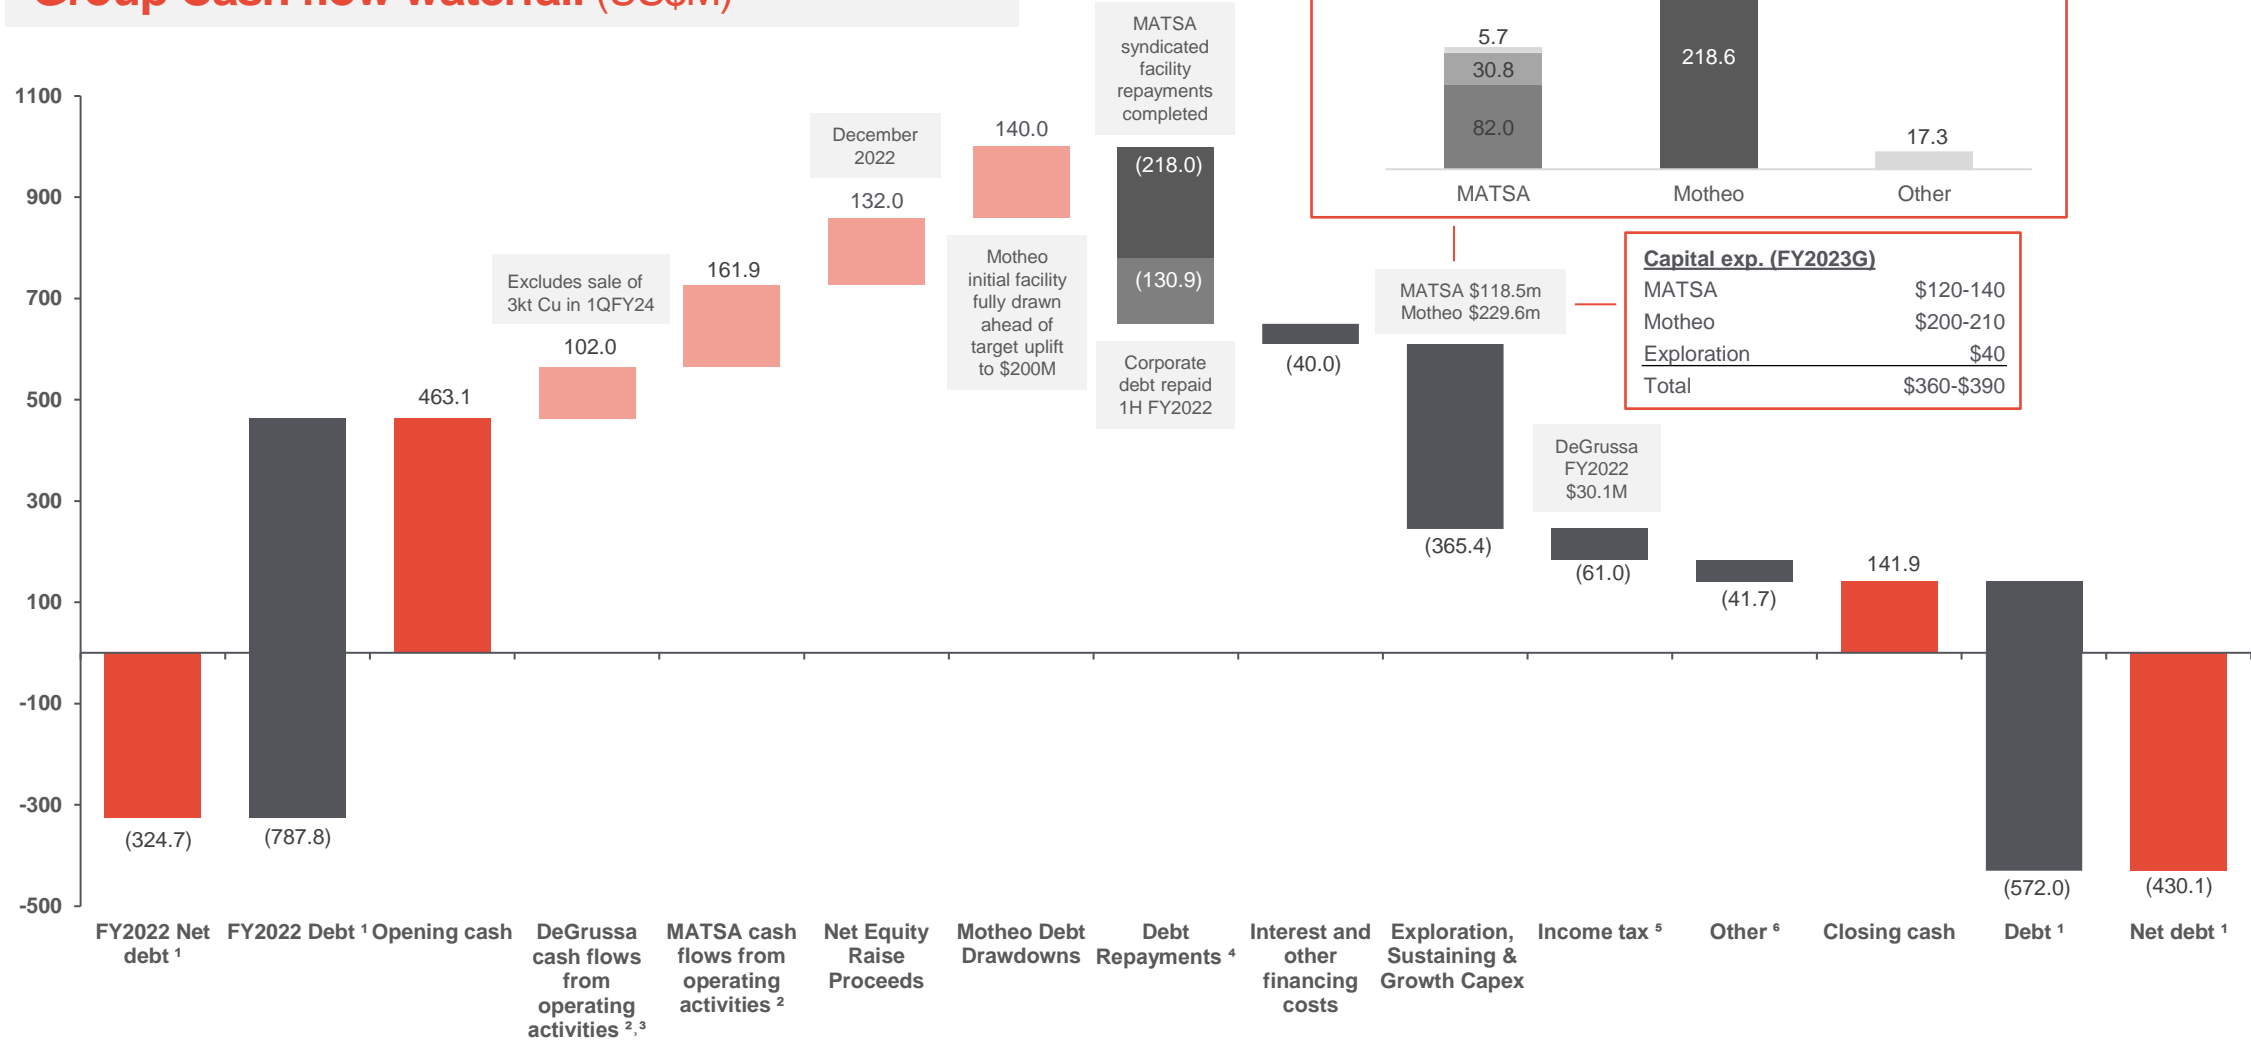 Group Cash flow waterfall (US$M)
MATSA
syndicated
facility
repayments
completed
5.7
30.8
82.0
218.6
17.3
MATSA
Motheo
Other
1100
900
700
500
300
100
-100
-300
-500
December
2022
140.0
132.0
(218.0)
(130.9)
Excludes sale of
3kt Cu in 1QFY24
161.9
102.0
463.1
Motheo
initial facility
fully drawn
ahead of
target uplift
to $200M
Corporate
debt repaid
1H FY2022
(40.0)
MATSA $118.5m
Motheo $229.6m
Capital exp. (FY2023G)
MATSA $120-140
Motheo $200-210
Exploration $40
Total $360-$390
DeGrussa
FY2022
$30.1M
(365.4)
(61.0)
(41.7)
141.9
(324.7)
(787.8)
(572.0)
(430.1)
FY2022 Net
debt ¹
FY2022 Debt ¹
Opening cash
DeGrussa
cash flows
from
operating
activities ²,³
MATSA cash
flows from
operating
activities ²
Net Equity
Raise
Proceeds
Motheo Debt
Drawdowns
Debt
Repayments ⁴
Interest and
other
financing
costs
Exploration,
Sustaining &
Growth Capex
Income tax ⁵
Other ⁶
Closing cash
Debt ¹
Net debt ¹